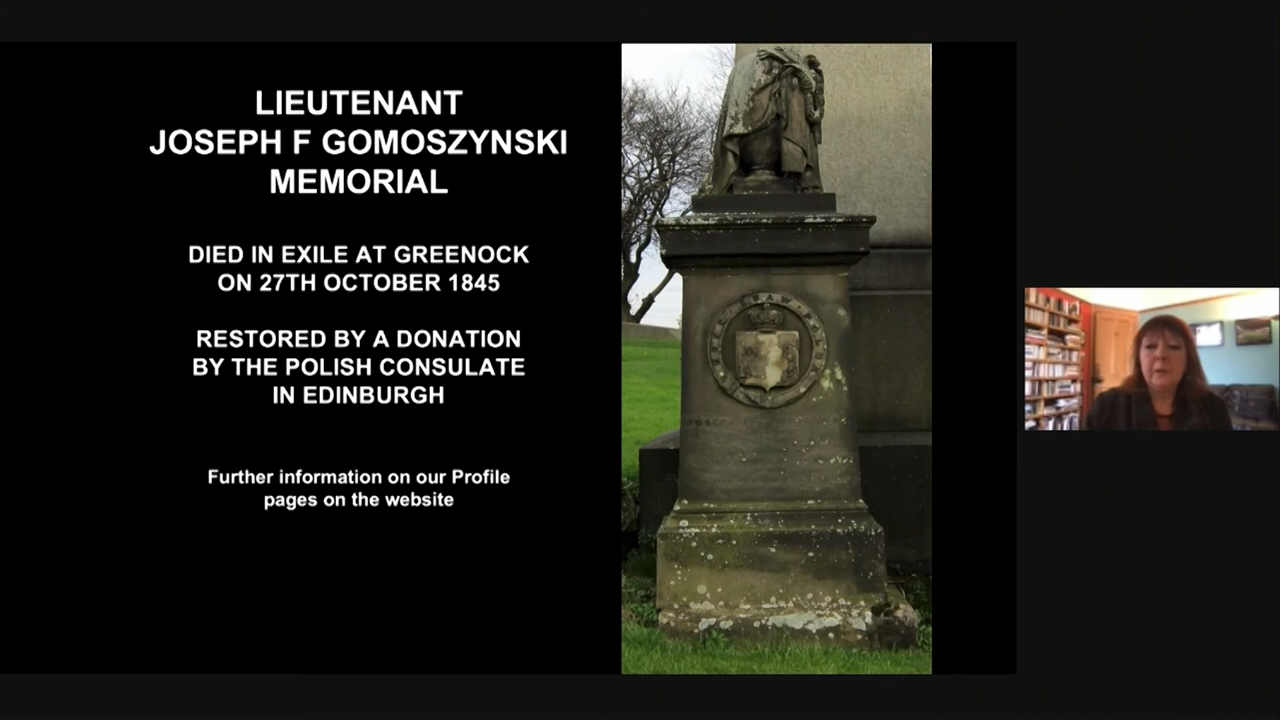 LIEUTENANT
JOSEPH F GOMOSZYNSKI
MEMORIAL
DIED IN EXILE AT GREENOCK
ON 27TH OCTOBER 1845
RESTORED BY A DONATION
BY THE POLISH CONSULATE
IN EDINBURGH
Further information on our Profile
pages on the website